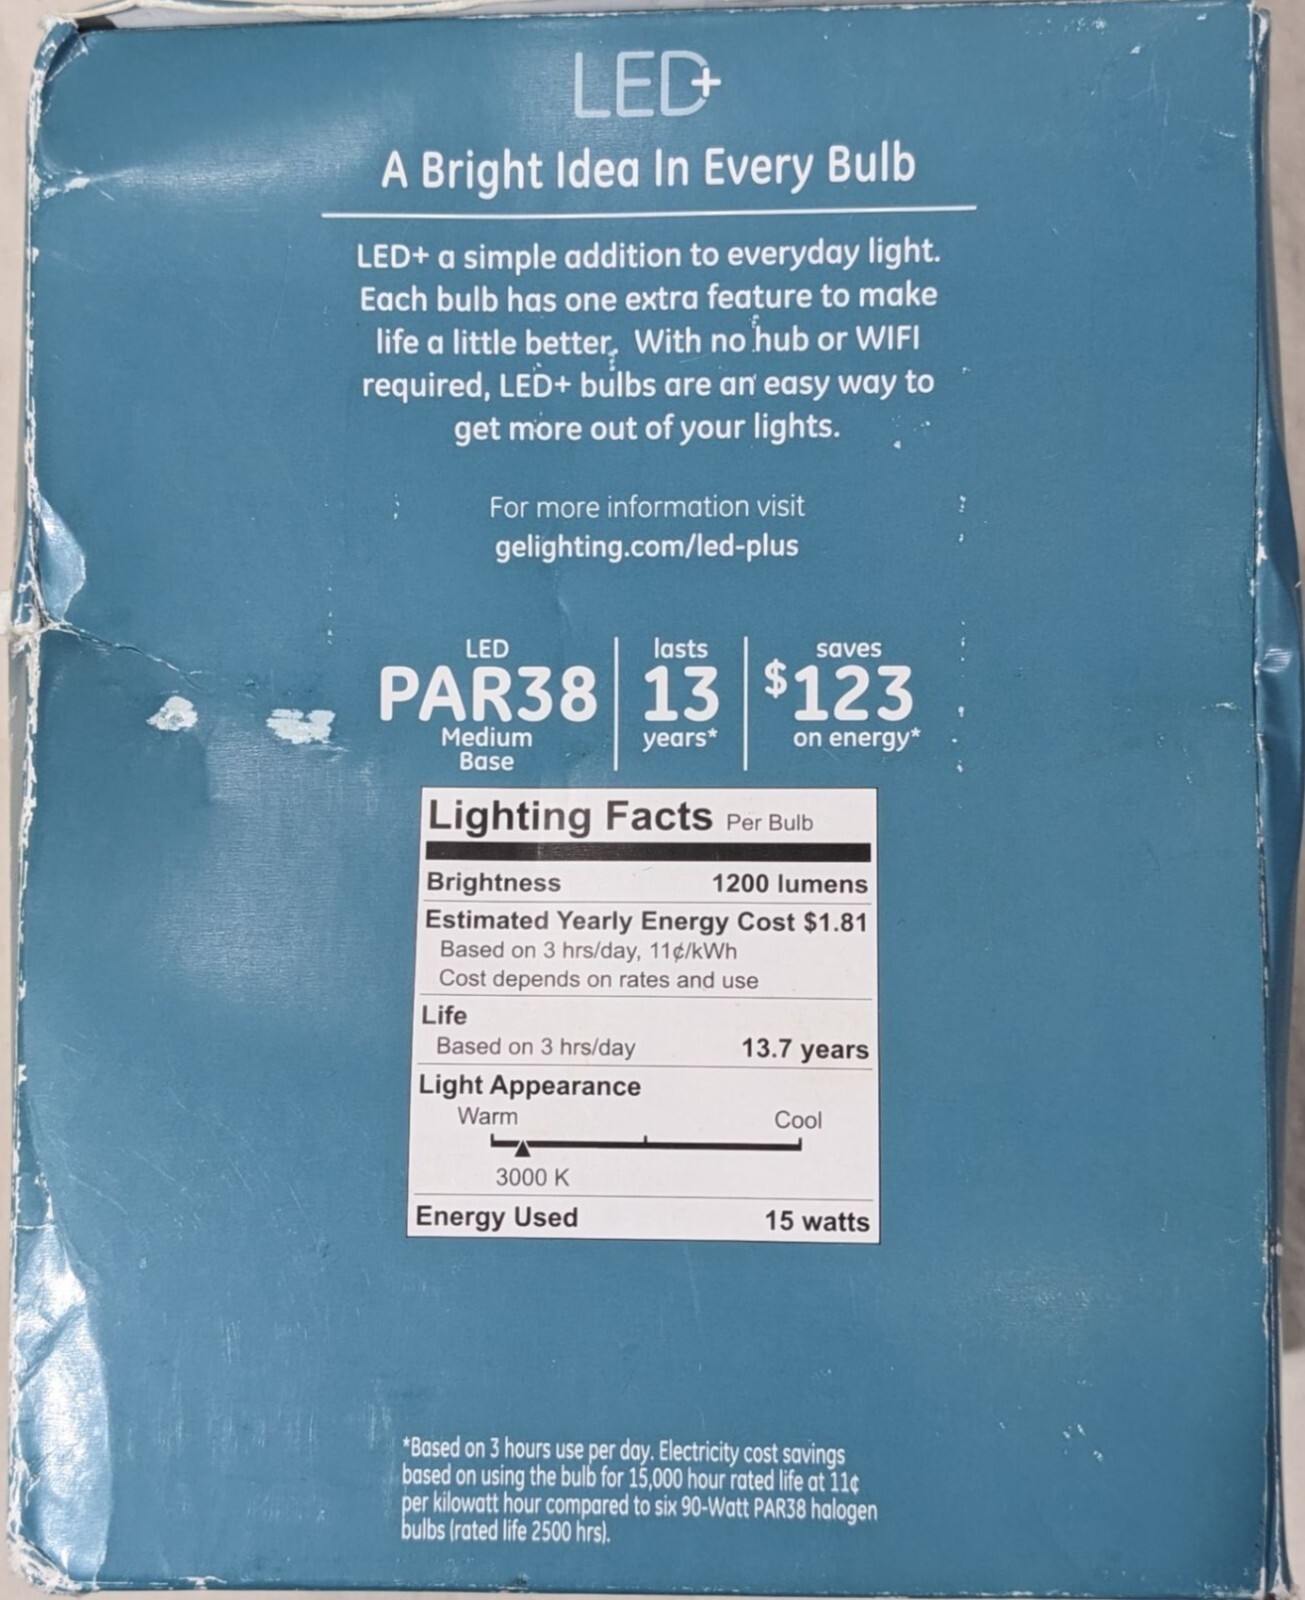 LED+
A Bright Idea In Every Bulb
LED+ a simple addition to everyday light.
Each bulb has one extra feature to make
life a little better. With no hub or WIFI
required, LED+ bulbs are an easy way to
get more out of your lights.
For more information visit
gelighting.com/led-plus
LED
PAR38
Medium
Base
lasts
13
years*
saves
$123
on energy*
Lighting Facts Per Bulb
Brightness 1200 lumens
Estimated Yearly Energy Cost $1.81
Based on 3 hrs/day, 11¢/kWh
Cost depends on rates and use
Life
Based on 3 hrs/day 13.7 years
Light Appearance
Warm Cool
3000 K
Energy Used 15 watts
*Based on 3 hours use per day. Electricity cost savings
based on using the bulb for 15,000 hour rated life at 11¢
per kilowatt hour compared to six 90-Watt PAR38 halogen
bulbs (rated life 2500 hrs).